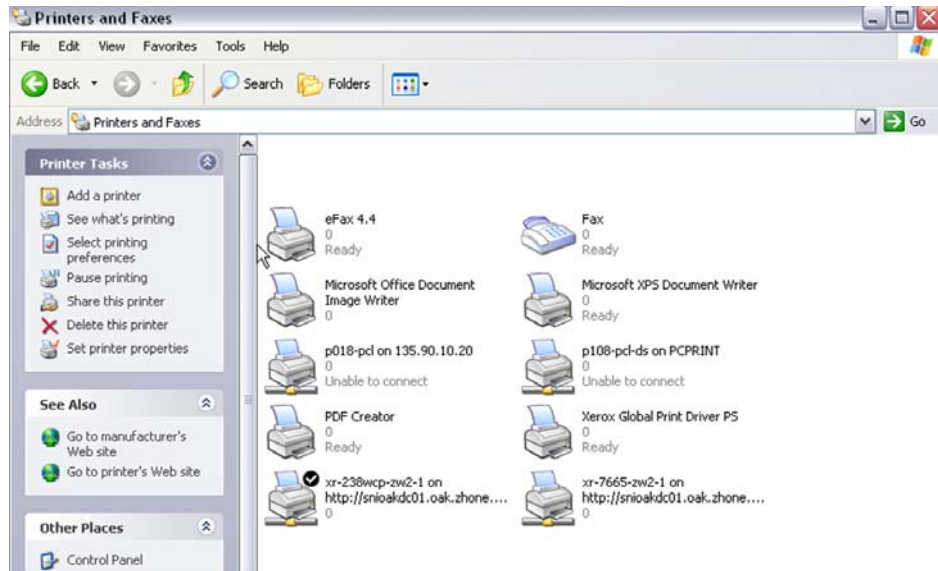 Printers and Faxes
File Edit View Favorites Tools Help
Back Search Folders
Address Printers and Faxes Go
Printer Tasks
Add a printer
See what's printing
Select printing
preferences
Pause printing
Share this printer
Delete this printer
Set printer properties
See Also
Go to manufacturer's
Web site
Go to printer's Web site
Other Places
Control Panel
eFax 4.4
0
Ready
Fax
0
Ready
Microsoft Office Document
Image Writer
0
Microsoft XPS Document Writer
0
Ready
p018-pcl on 135.90.10.20
0
Unable to connect
p108-pcl-ds on PCPRINT
0
Unable to connect
PDF Creator
0
Ready
Xerox Global Print Driver PS
0
Ready
xr-238wcp-zw2-1 on
http://snioakdc01.oak.zhone....
0
xr-7665-zw2-1 on
http://snioakdc01.oak.zhone....
0